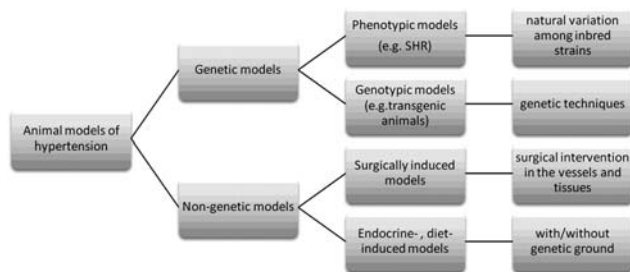 Animal models of
hypertension
Genetic models
Non-genetic models
Phenotypic models
(e.g. SHR)
Genotypic models
(e.g.transgenic
animals)
Surgically induced
models
Endocrine- , diet-
induced models
natural variation
among inbred
strains
genetic techniques
surgical intervention
in the vessels and
tissues
with/without
genetic ground